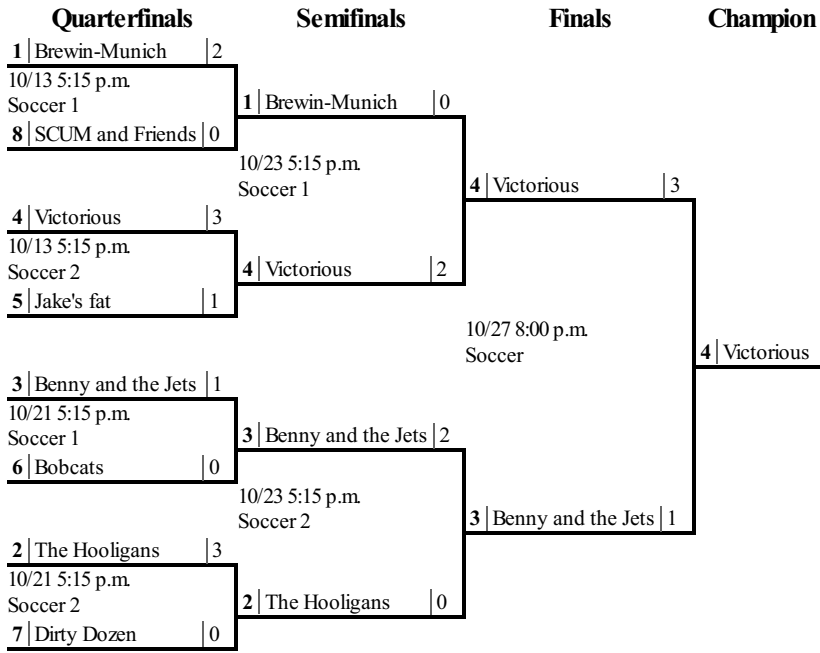 Quarterfinals Semifinals Finals Champion
1 Brewin-Munich 2
10/13 5:15 p.m.
Soccer 1
8 SCUM and Friends 0
1 Brewin-Munich 0
10/23 5:15 p.m.
Soccer 1
4 Victorious 3
10/13 5:15 p.m.
Soccer 2
5 Jake's fat 1
4 Victorious 2
4 Victorious 3
10/27 8:00 p.m.
Soccer
4 Victorious
3 Benny and the Jets 1
10/21 5:15 p.m.
Soccer 1
6 Bobcats 0
3 Benny and the Jets 2
10/23 5:15 p.m.
Soccer 2
3 Benny and the Jets 1
2 The Hooligans 3
10/21 5:15 p.m.
Soccer 2
7 Dirty Dozen 0
2 The Hooligans 0